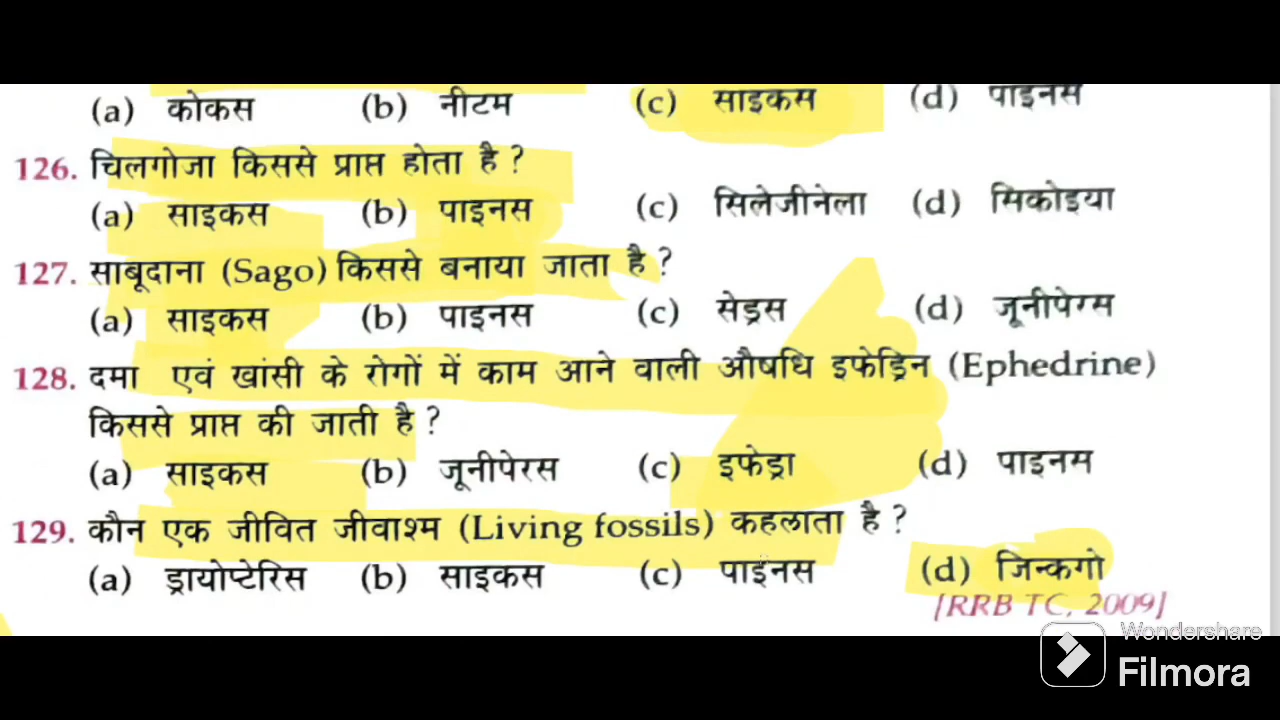 (a) कोकस (b) नीटम (c) साइकस (d) पाइनस
126. चिलगोजा किससे प्राप्त होता है ?
(a) साइकस (b) पाइनस (c) सिलेजीनेला (d) सिकोइया
127. साबूदाना (Sago) किससे बनाया जाता है ?
(a) साइकस (b) पाइनस (c) सेड्रस (d) जूनीपेरस
128. दमा एवं खांसी के रोगों में काम आने वाली औषधि इफेड्रिन (Ephedrine)
किससे प्राप्त की जाती है ?
(a) साइकस (b) जूनीपेरस (c) इफेड्रा (d) पाइनस
129. कौन एक जीवित जीवाश्म (Living fossils) कहलाता है ?
(a) ड्रायोप्टेरिस (b) साइकस (c) पाइनस (d) जिन्कगो
[RRB TC, 2009]
Wondershare
Filmora